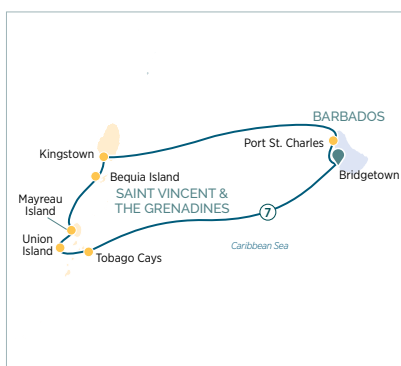 BARBADOS
Port St. Charles
Kingstown
Bridgetown
Bequia Island
SAINT VINCENT &
THE GRENADINES
Mayreau
Island
7
Union
Island
Caribbean Sea
Tobago Cays